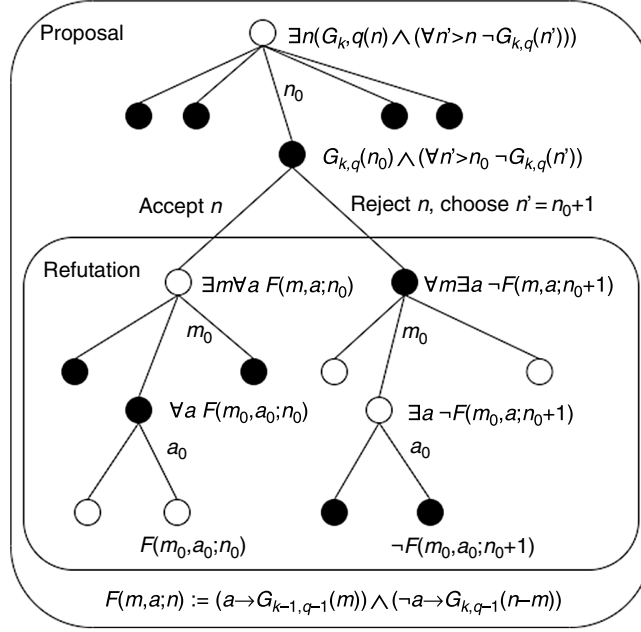 Proposal
∃n(G_k,q(n) ∧ (∀n'>n ¬G_{k,q}(n')))
n_0
G_{k,q}(n_0) ∧ (∀n'>n_0 ¬G_{k,q}(n'))
Accept n
Reject n, choose n' = n_0+1
Refutation
∃m∀a F(m,a;n_0)
∀m∃a ¬F(m,a;n_0+1)
m_0
m_0
∀a F(m_0,a_0;n_0)
∃a ¬F(m_0,a;n_0+1)
a_0
a_0
F(m_0,a_0;n_0)
¬F(m_0,a_0;n_0+1)
F(m,a;n) := (a→G_{k−1,q−1}(m)) ∧ (¬a→G_{k,q−1}(n−m))